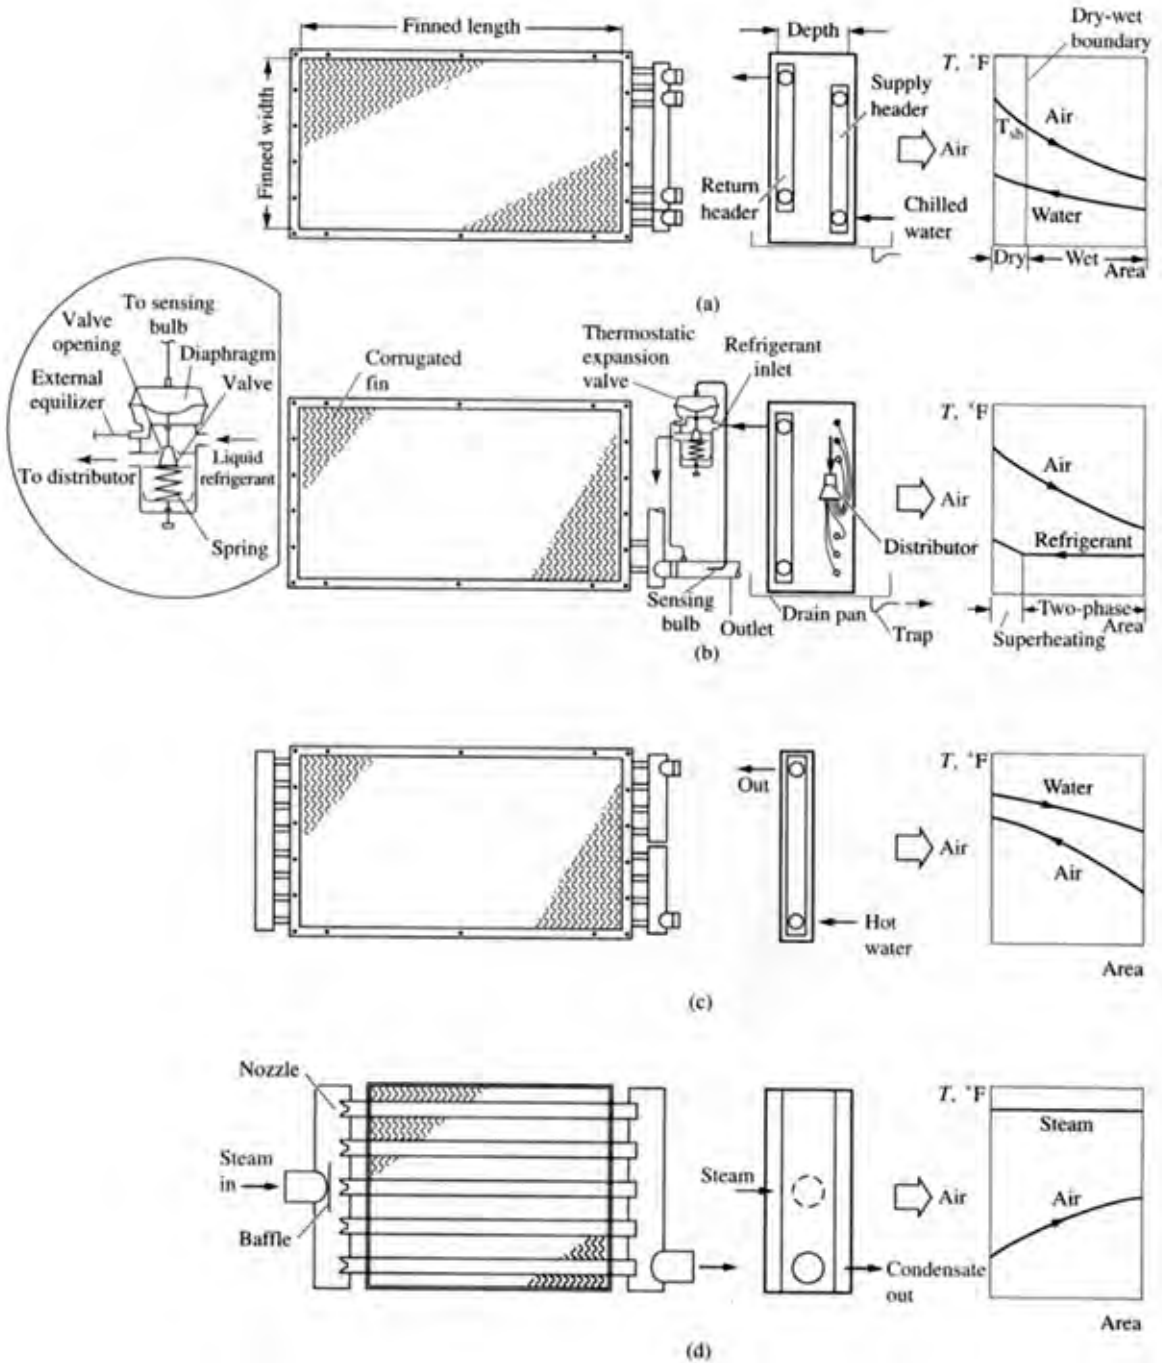 Finned length
Finned width
Depth
Supply
header
Return
header
Chilled
water
Air
Dry-wet
boundary
T, °F
Tsb
Air
Water
Dry
Wet
Area
(a)
To sensing
bulb
Valve
opening
Diaphragm
Valve
External
equilizer
To distributor
Liquid
refrigerant
Spring
Corrugated
fin
Thermostatic
expansion
valve
Refrigerant
inlet
Sensing
bulb
Outlet
Distributor
Drain pan
Trap
Air
T, °F
Air
Refrigerant
Two-phase
Area
Superheating
(b)
Out
Hot
water
Air
T, °F
Water
Air
Area
(c)
Nozzle
Steam
in
Baffle
Steam
Condensate
out
Air
T, °F
Steam
Air
Area
(d)